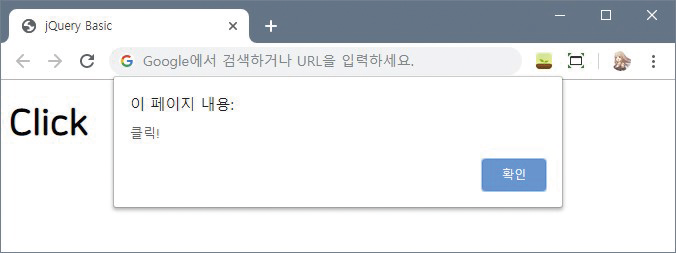 jQuery Basic
Google에서 검색하거나 URL을 입력하세요.
이 페이지 내용:
클릭!
확인
Click